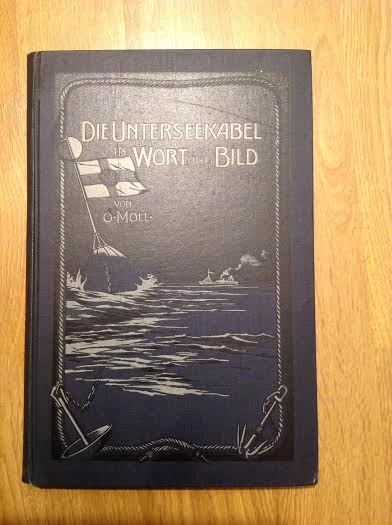 DIE UNTERSEEKABEL
IN WORT UND BILD
VON
O·MOLL·